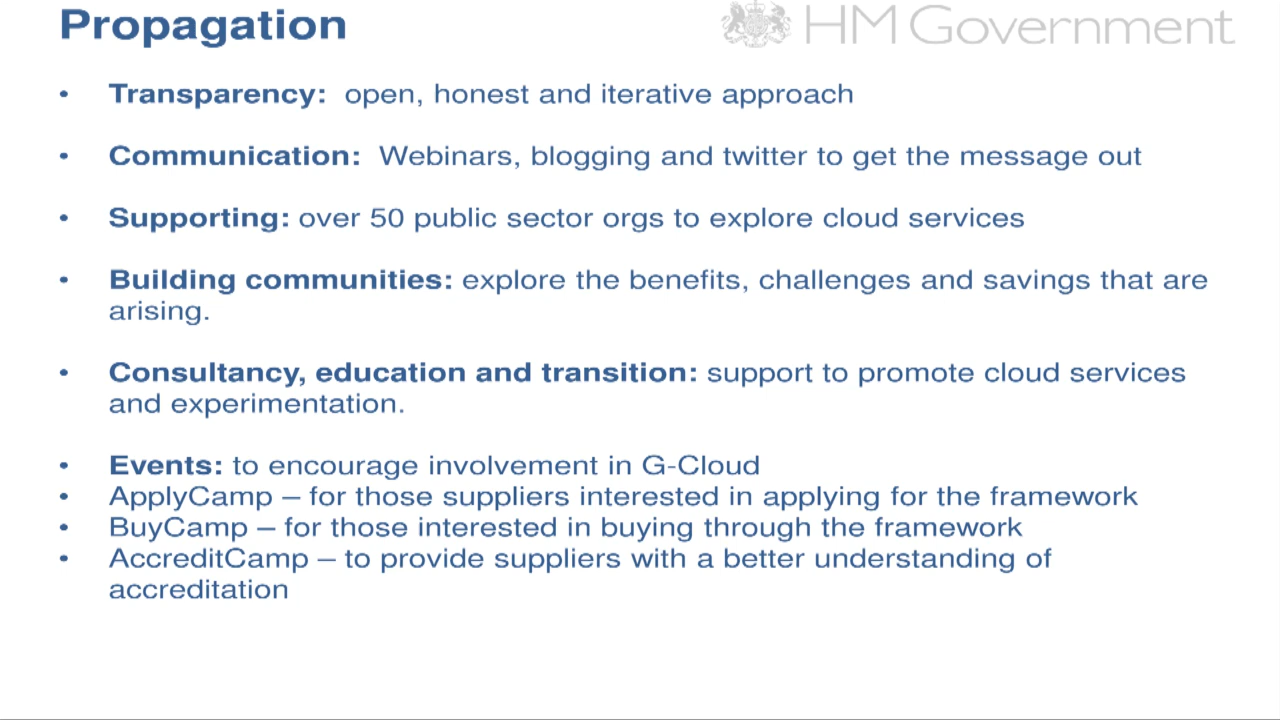 Propagation
HM Government
• Transparency: open, honest and iterative approach
• Communication: Webinars, blogging and twitter to get the message out
• Supporting: over 50 public sector orgs to explore cloud services
• Building communities: explore the benefits, challenges and savings that are
arising.
• Consultancy, education and transition: support to promote cloud services
and experimentation.
• Events: to encourage involvement in G-Cloud
• ApplyCamp – for those suppliers interested in applying for the framework
• BuyCamp – for those interested in buying through the framework
• AccreditCamp – to provide suppliers with a better understanding of
accreditation